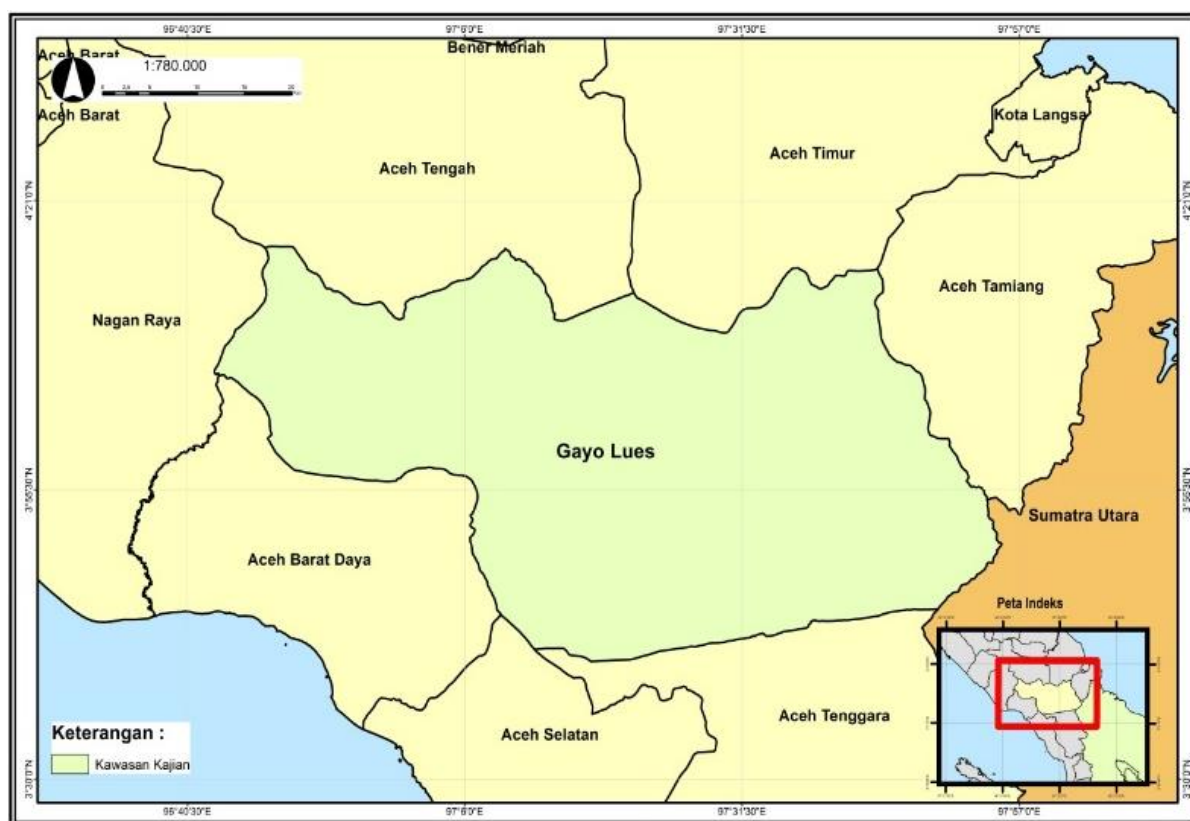 96°40'30"E 97°6'0"E 97°31'30"E 97°57'0"E
Aceh Barat
Bener Meriah
1:780.000
Aceh Barat
Kota Langsa
Aceh Timur
Aceh Tengah
4°21'0"N 4°21'0"N
Aceh Tamiang
Nagan Raya
Gayo Lues
3°55'30"N 3°55'30"N
Sumatra Utara
Aceh Barat Daya
Peta Indeks
Aceh Tenggara
Aceh Selatan
Keterangan :
Kawasan Kajian
3°30'0"N 3°30'0"N
96°40'30"E 97°6'0"E 97°31'30"E 97°57'0"E